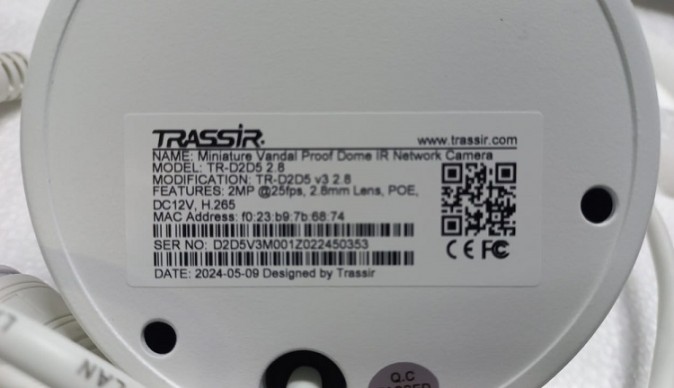 TRASSIR
www.trassir.com
NAME: Miniature Vandal Proof Dome IR Network Camera
MODEL: TR-D2D5 2.8
MODIFICATION: TR-D2D5 v3 2.8
FEATURES: 2MP @25fps, 2.8mm Lens, POE,
DC12V, H.265
MAC Address: f0:23:b9:7b:68:74
SER NO: D2D5V3M001Z022450353
CE FC
DATE: 2024-05-09 Designed by Trassir
LAN
Q.C